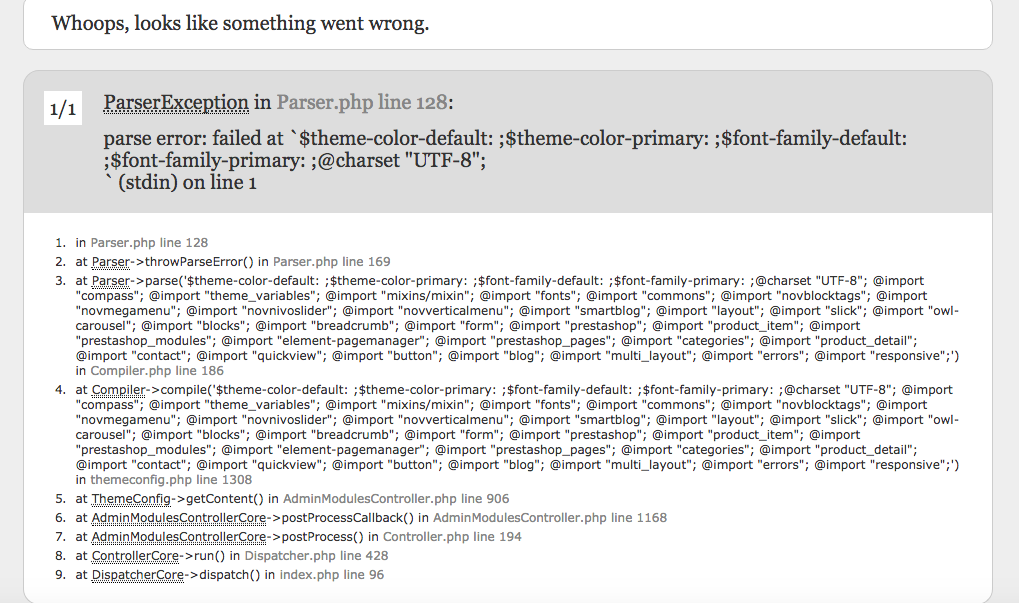 Whoops, looks like something went wrong.
1/1
ParserException in Parser.php line 128:
parse error: failed at `$theme-color-default: ;$theme-color-primary: ;$font-family-default:
;$font-family-primary: ;@charset "UTF-8";
` (stdin) on line 1
1. in Parser.php line 128
2. at Parser->throwParseError() in Parser.php line 169
3. at Parser->parse('$theme-color-default: ;$theme-color-primary: ;$font-family-default: ;$font-family-primary: ;@charset "UTF-8"; @import
"compass"; @import "theme_variables"; @import "mixins/mixin"; @import "fonts"; @import "commons"; @import "novblocktags"; @import
"novmegamenu"; @import "novnivoslider"; @import "novverticalmenu"; @import "smartblog"; @import "layout"; @import "slick"; @import "owl-
carousel"; @import "blocks"; @import "breadcrumb"; @import "form"; @import "prestashop"; @import "product_item"; @import
"prestashop_modules"; @import "element-pagemanager"; @import "prestashop_pages"; @import "categories"; @import "product_detail";
@import "contact"; @import "quickview"; @import "button"; @import "blog"; @import "multi_layout"; @import "errors"; @import "responsive";')
in Compiler.php line 186
4. at Compiler->compile('$theme-color-default: ;$theme-color-primary: ;$font-family-default: ;$font-family-primary: ;@charset "UTF-8"; @import
"compass"; @import "theme_variables"; @import "mixins/mixin"; @import "fonts"; @import "commons"; @import "novblocktags"; @import
"novmegamenu"; @import "novnivoslider"; @import "novverticalmenu"; @import "smartblog"; @import "layout"; @import "slick"; @import "owl-
carousel"; @import "blocks"; @import "breadcrumb"; @import "form"; @import "prestashop"; @import "product_item"; @import
"prestashop_modules"; @import "element-pagemanager"; @import "prestashop_pages"; @import "categories"; @import "product_detail";
@import "contact"; @import "quickview"; @import "button"; @import "blog"; @import "multi_layout"; @import "errors"; @import "responsive";')
in themeconfig.php line 1308
5. at ThemeConfig->getContent() in AdminModulesController.php line 906
6. at AdminModulesControllerCore->postProcessCallback() in AdminModulesController.php line 1168
7. at AdminModulesControllerCore->postProcess() in Controller.php line 194
8. at ControllerCore->run() in Dispatcher.php line 428
9. at DispatcherCore->dispatch() in index.php line 96